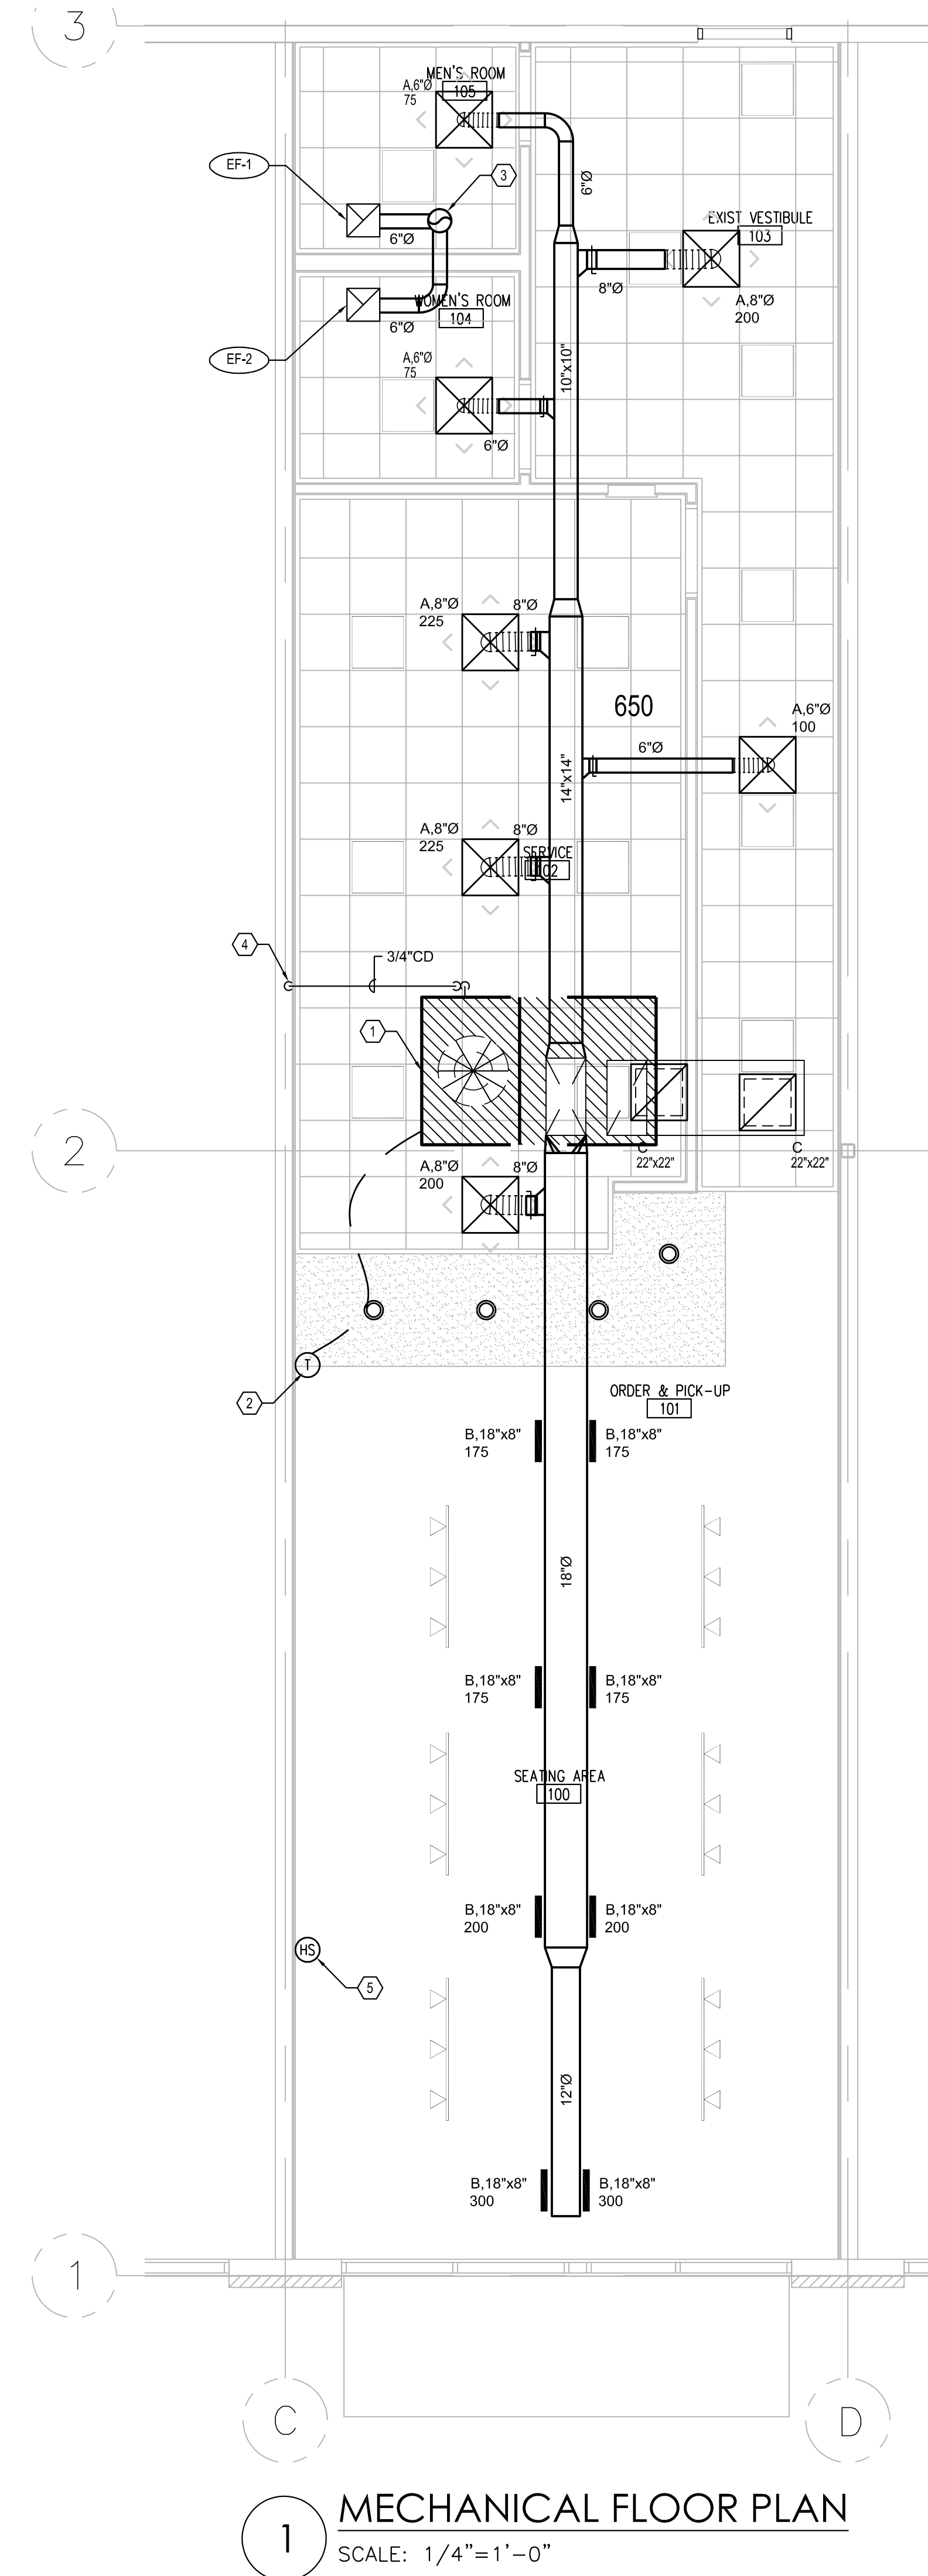 3
MEN'S ROOM
105
A,6"Ø
75
EF-1
3
6"Ø
6"Ø
EXIST VESTIBULE
103
8"Ø
A,8"Ø
200
WOMEN'S ROOM
104
6"Ø
EF-2
A,6"Ø
75
10"x10"
6"Ø
A,8"Ø
225
8"Ø
650
A,6"Ø
100
6"Ø
14"x14"
A,8"Ø
225
8"Ø
SERVICE
102
4
3/4"CD
1
2
C
22"x22"
C
22"x22"
A,8"Ø
200
8"Ø
T
2
ORDER & PICK-UP
101
B,18"x8"
175
B,18"x8"
175
18"Ø
B,18"x8"
175
B,18"x8"
175
SEATING AREA
100
B,18"x8"
200
B,18"x8"
200
HS
5
12"Ø
B,18"x8"
300
B,18"x8"
300
1
C
D
1
MECHANICAL FLOOR PLAN
SCALE: 1/4"=1'-0"